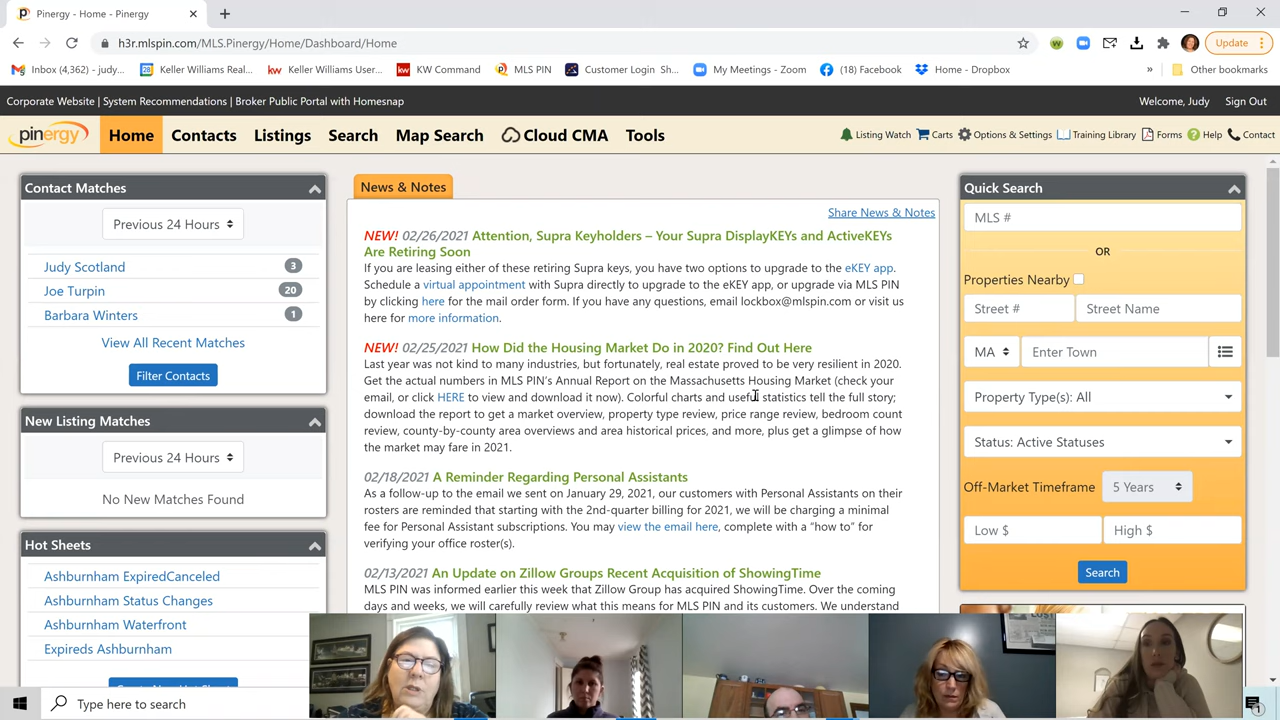 Pinergy - Home - Pinergy
h3r.mlspin.com/MLS.Pinergy/Home/Dashboard/Home
Update
Inbox (4,362) - judy...
Keller Williams Real...
Keller Williams User...
KW Command
MLS PIN
Customer Login Sh...
My Meetings - Zoom
(18) Facebook
Home - Dropbox
»
Other bookmarks
Corporate Website | System Recommendations | Broker Public Portal with Homesnap
Welcome, Judy
Sign Out
pinergy
Home
Contacts
Listings
Search
Map Search
Cloud CMA
Tools
Listing Watch
Carts
Options & Settings
Training Library
Forms
Help
Contact
Contact Matches
Previous 24 Hours
Judy Scotland 3
Joe Turpin 20
Barbara Winters 1
View All Recent Matches
Filter Contacts
New Listing Matches
Previous 24 Hours
No New Matches Found
Hot Sheets
Ashburnham ExpiredCanceled
Ashburnham Status Changes
Ashburnham Waterfront
Expireds Ashburnham
News & Notes
Share News & Notes
NEW! 02/26/2021 Attention, Supra Keyholders – Your Supra DisplayKEYs and ActiveKEYs
Are Retiring Soon
If you are leasing either of these retiring Supra keys, you have two options to upgrade to the eKEY app.
Schedule a virtual appointment with Supra directly to upgrade to the eKEY app, or upgrade via MLS PIN
by clicking here for the mail order form. If you have any questions, email lockbox@mlspin.com or visit us
here for more information.
NEW! 02/25/2021 How Did the Housing Market Do in 2020? Find Out Here
Last year was not kind to many industries, but fortunately, real estate proved to be very resilient in 2020.
Get the actual numbers in MLS PIN's Annual Report on the Massachusetts Housing Market (check your
email, or click HERE to view and download it now). Colorful charts and useful statistics tell the full story;
download the report to get a market overview, property type review, price range review, bedroom count
review, county-by-county area overviews and area historical prices, and more, plus get a glimpse of how
the market may fare in 2021.
02/18/2021 A Reminder Regarding Personal Assistants
As a follow-up to the email we sent on January 29, 2021, our customers with Personal Assistants on their
rosters are reminded that starting with the 2nd-quarter billing for 2021, we will be charging a minimal
fee for Personal Assistant subscriptions. You may view the email here, complete with a "how to" for
verifying your office roster(s).
02/13/2021 An Update on Zillow Groups Recent Acquisition of ShowingTime
MLS PIN was informed earlier this week that Zillow Group has acquired ShowingTime. Over the coming
days and weeks, we will carefully review what this means for MLS PIN and its customers. We understand
Quick Search
MLS #
OR
Properties Nearby
Street #
Street Name
MA
Enter Town
Property Type(s): All
Status: Active Statuses
Off-Market Timeframe
5 Years
Low $
High $
Search
Type here to search